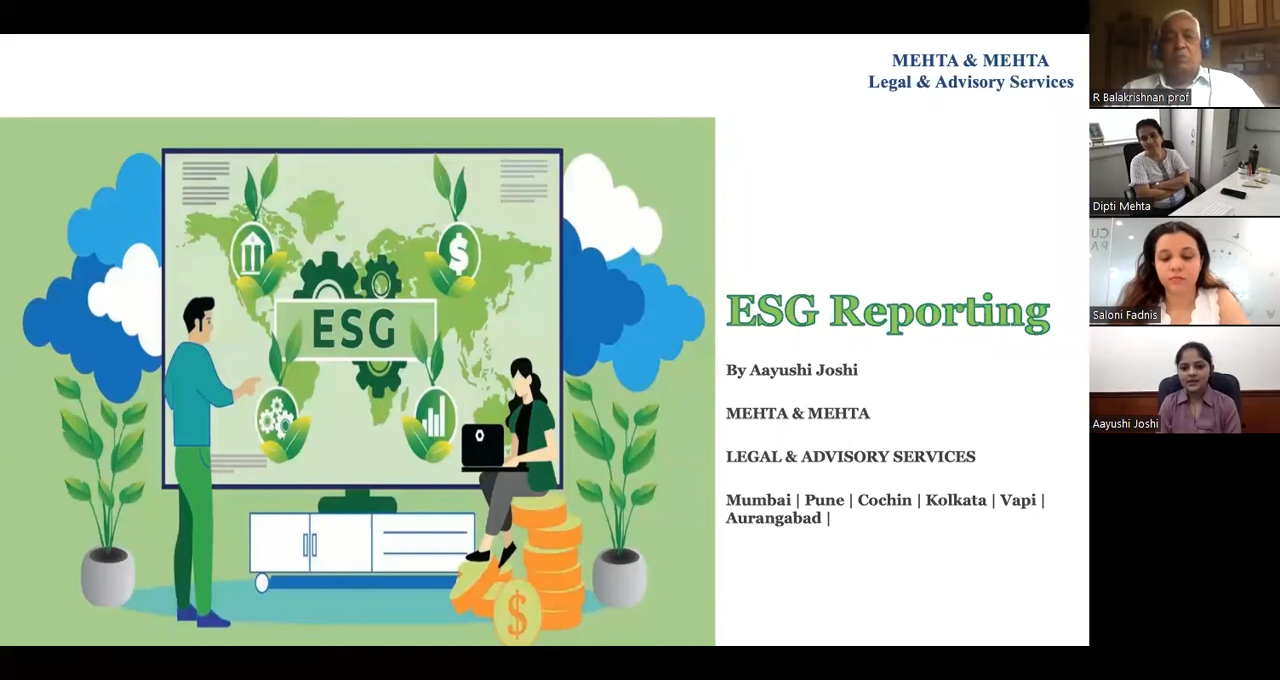 MEHTA & MEHTA
Legal & Advisory Services
ESG
ESG Reporting
By Aayushi Joshi
MEHTA & MEHTA
LEGAL & ADVISORY SERVICES
Mumbai | Pune | Cochin | Kolkata | Vapi |
Aurangabad |
R Balakrishnan prof
Dipti Mehta
Saloni Fadnis
Aayushi Joshi